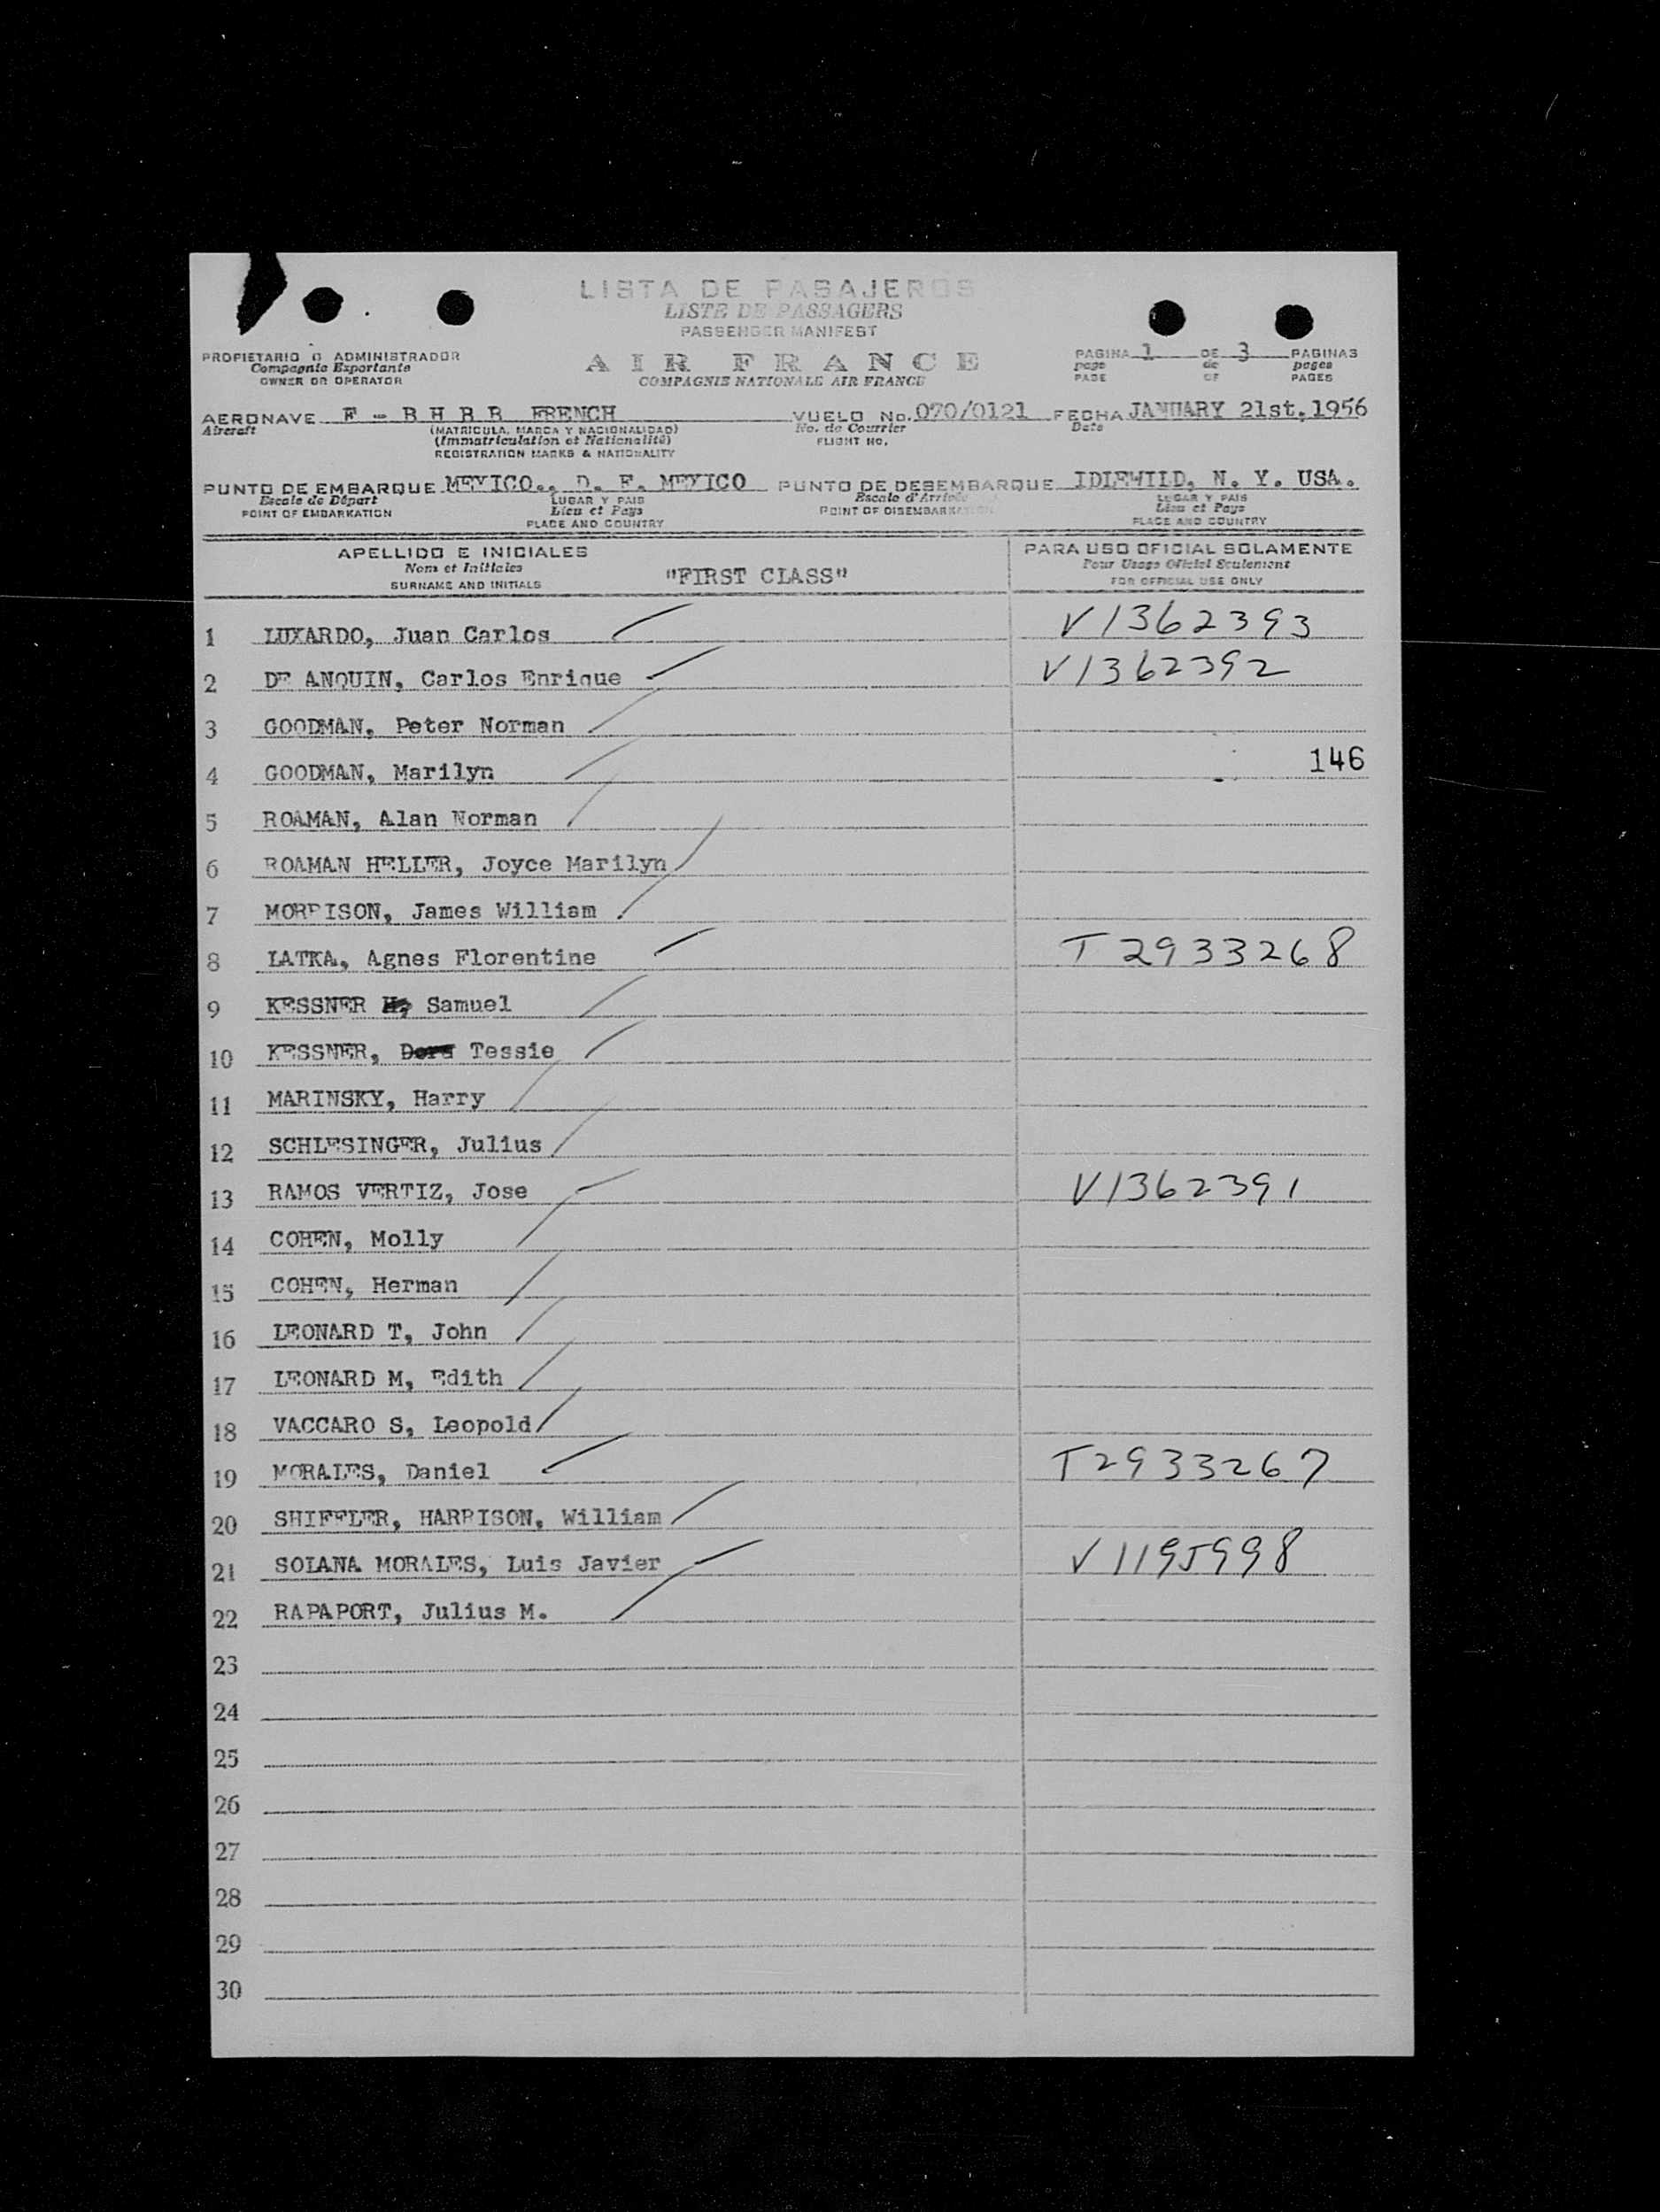 LISTA DE PASAJEROS
LISTE DE PASSAGERS
PASSENGER MANIFEST
PROPIETARIO O ADMINISTRADOR
Compagnie Exportante
OWNER OR OPERATOR
AIR FRANCE
COMPAGNIE NATIONALE AIR FRANCE
PAGINA 1 DE 3 PAGINAS
page de pages
PAGE OF PAGES
AERONAVE F - B H B R FRENCH VUELO No. 070/0121 FECHA JANUARY 21st, 1956
Aircraft (MATRICULA, MARCA Y NACIONALIDAD) No. de Courrier Date
(Immatriculation et Nationalité) FLIGHT NO.
REGISTRATION MARKS & NATIONALITY
PUNTO DE EMBARQUE MEXICO., D. F. MEXICO PUNTO DE DESEMBARQUE IDLEWILD, N. Y. USA.
Escale de Départ LUGAR Y PAIS Escale d'Arrivée LUGAR Y PAIS
POINT OF EMBARKATION Lieu et Pays POINT OF DISEMBARKATION Lieu et Pays
PLACE AND COUNTRY PLACE AND COUNTRY
APELLIDO E INICIALES PARA USO OFICIAL SOLAMENTE
Nom et Initiales "FIRST CLASS" Pour Usage Officiel Seulement
SURNAME AND INITIALS FOR OFFICIAL USE ONLY
1 LUXARDO, Juan Carlos V1362393
2 DE ANQUIN, Carlos Enrique V1362392
3 GOODMAN, Peter Norman
4 GOODMAN, Marilyn 146
5 ROAMAN, Alan Norman
6 ROAMAN HELLER, Joyce Marilyn
7 MORRISON, James William
8 LATKA, Agnes Florentine T2933268
9 KESSNER H, Samuel
10 KESSNER, Dora Tessie
11 MARINSKY, Harry
12 SCHLESINGER, Julius
13 RAMOS VERTIZ, Jose V1362391
14 COHEN, Molly
15 COHEN, Herman
16 LEONARD T, John
17 LEONARD M, Edith
18 VACCARO S, Leopold
19 MORALES, Daniel T2933267
20 SHIFFLER, HARRISON, William
21 SOLANA MORALES, Luis Javier V1195998
22 RAPAPORT, Julius M.
23
24
25
26
27
28
29
30